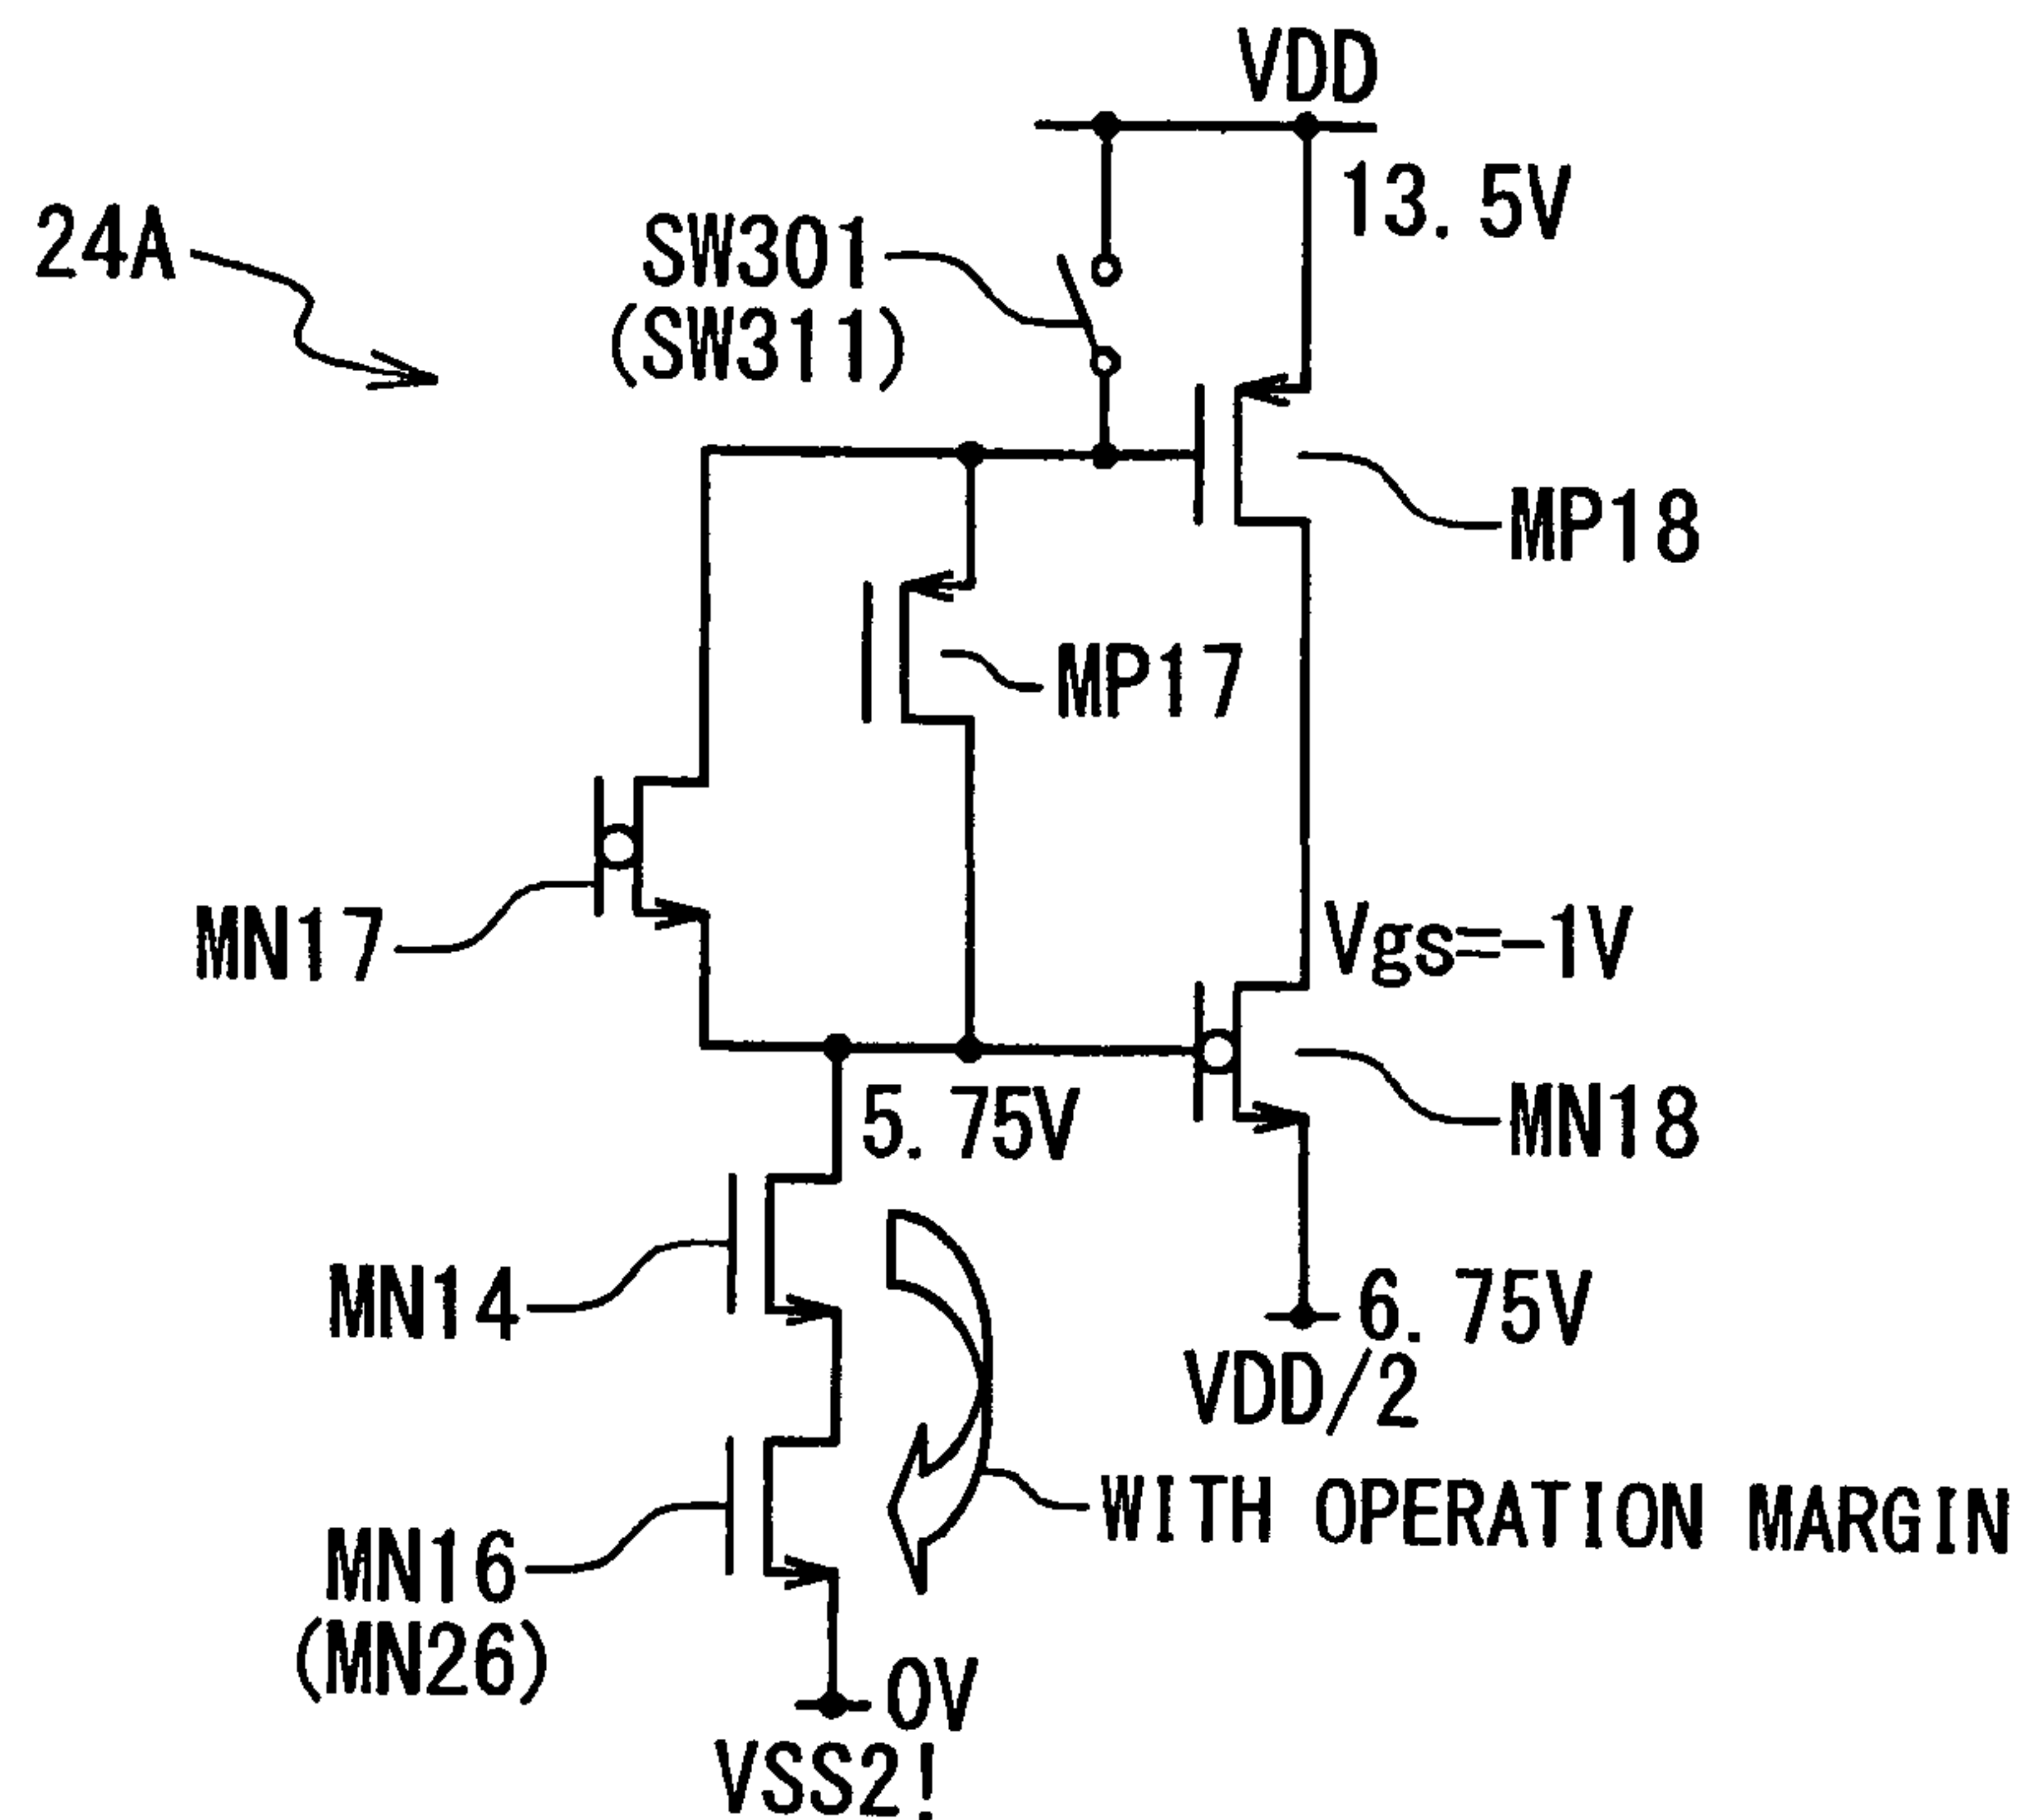 VDD
13.5V
24A
SW301
(SW311)
MP18
MP17
MN17
Vgs=-1V
5.75V
MN18
MN14
6.75V
VDD/2
WITH OPERATION MARGIN
MN16
(MN26)
0V
VSS2!